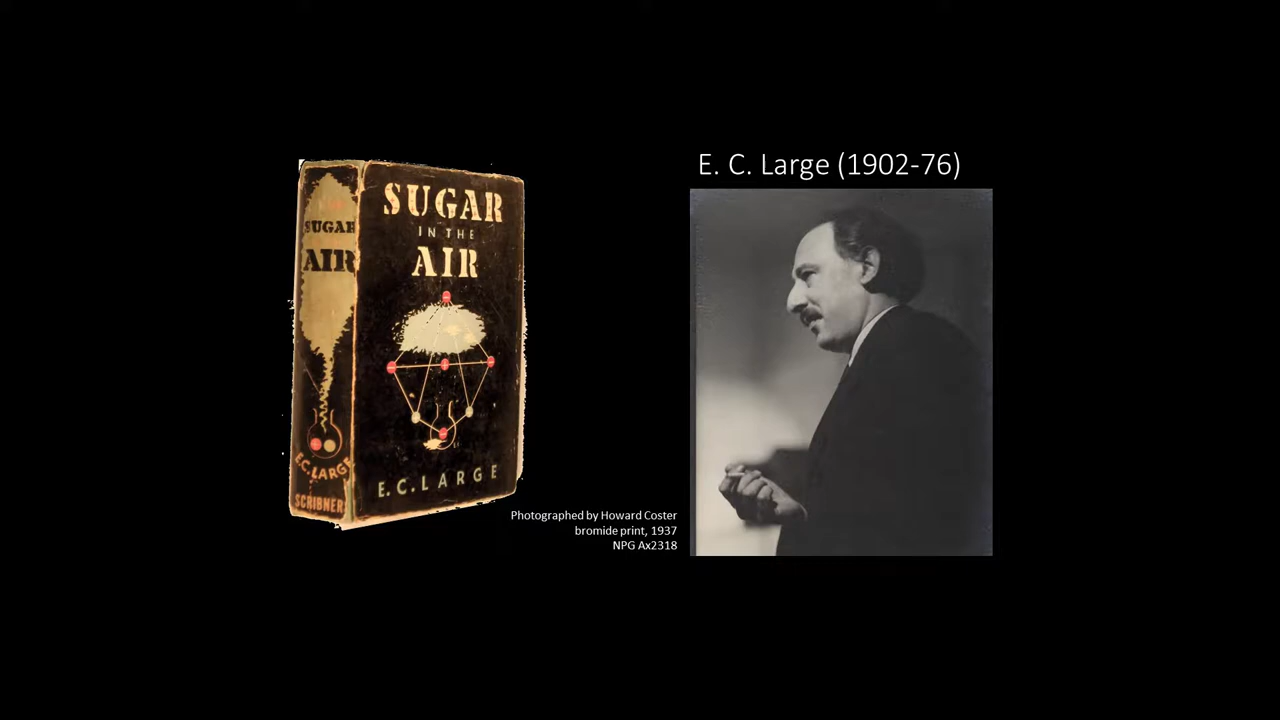 SUGAR
AIR
E.C.LARGE
SCRIBNER
SUGAR
IN THE
AIR
E.C.LARGE
Photographed by Howard Coster
bromide print, 1937
NPG Ax2318
E. C. Large (1902-76)